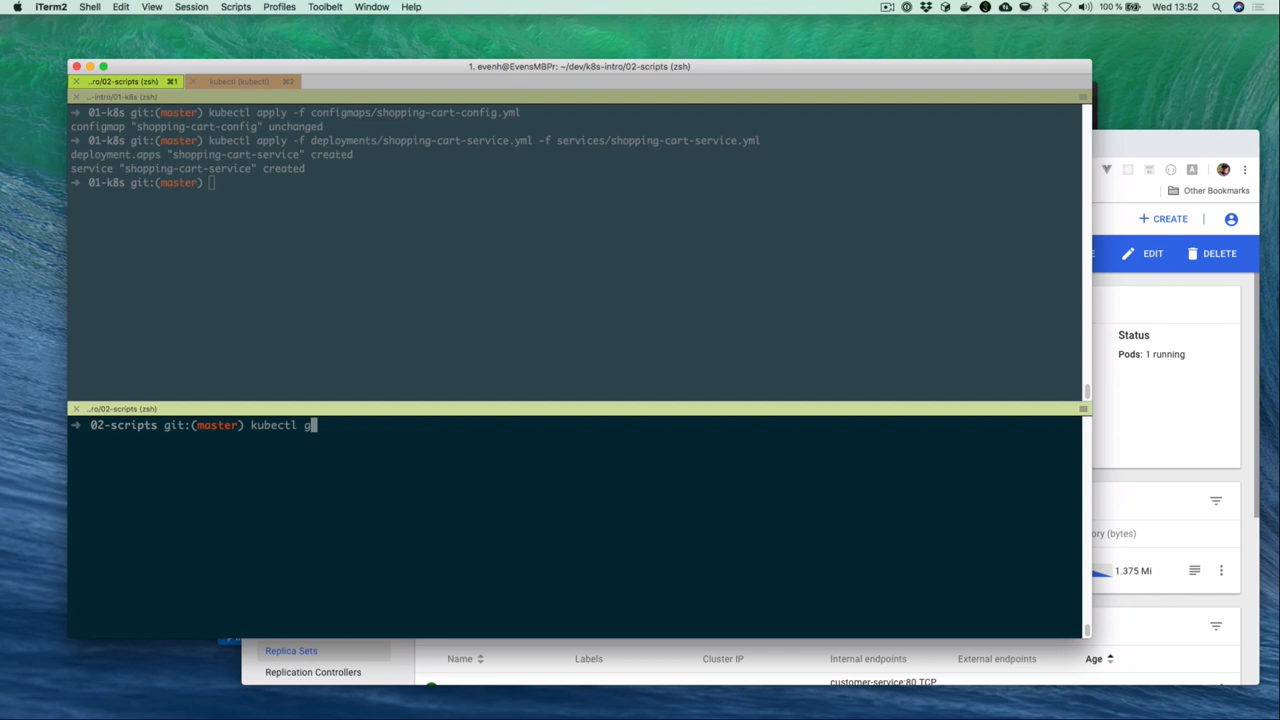 iTerm2 Shell Edit View Session Scripts Profiles Toolbelt Window Help 100 % Wed 13:52
1. evenh@EvensMBPr: ~/dev/k8s-intro/02-scripts (zsh)
..ro/02-scripts (zsh) ⌘1 kubectl (kubectl) ⌘2
...-intro/01-k8s (zsh)
➜ 01-k8s git:(master) kubectl apply -f configmaps/shopping-cart-config.yml
configmap "shopping-cart-config" unchanged
➜ 01-k8s git:(master) kubectl apply -f deployments/shopping-cart-service.yml -f services/shopping-cart-service.yml
deployment.apps "shopping-cart-service" created
service "shopping-cart-service" created
➜ 01-k8s git:(master)
Other Bookmarks
+ CREATE
EDIT DELETE
Status
Pods: 1 running
..ro/02-scripts (zsh)
➜ 02-scripts git:(master) kubectl g
ory (bytes)
1.375 Mi
Replica Sets
Replication Controllers
Name Labels Cluster IP Internal endpoints External endpoints Age
customer-service:80 TCP